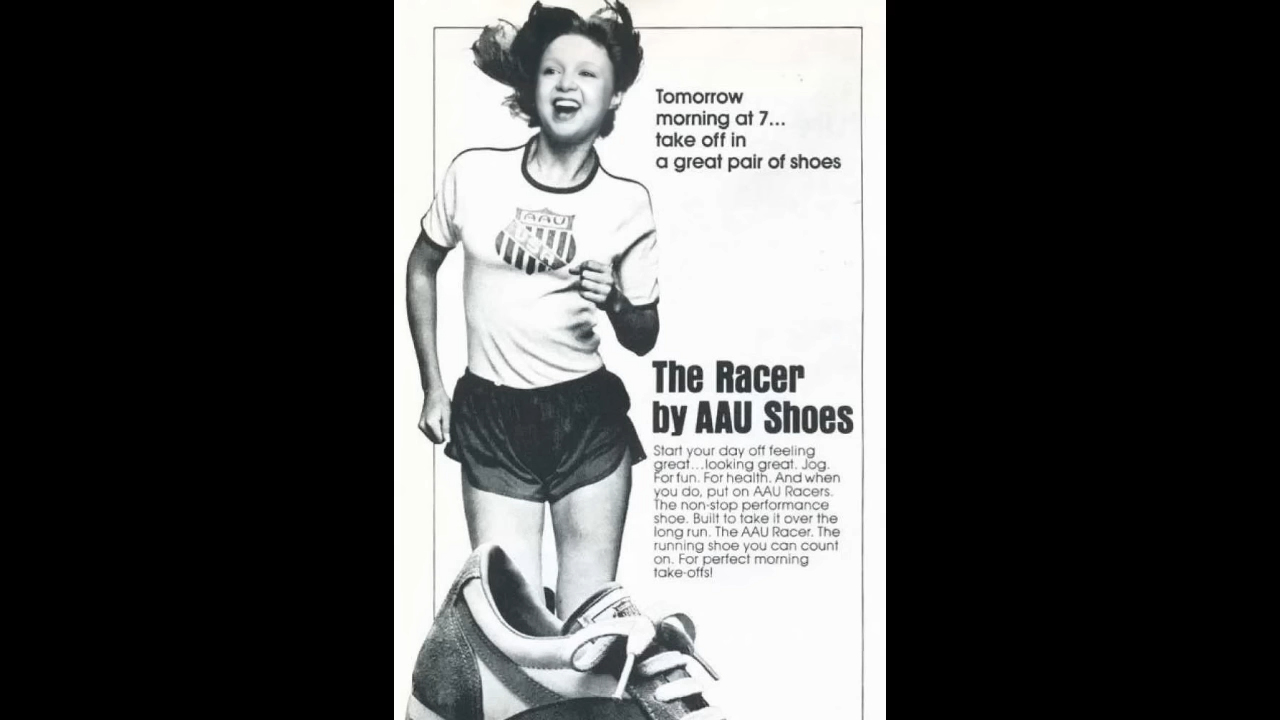 Tomorrow
morning at 7...
take off in
a great pair of shoes
AAU
USA
The Racer
by AAU Shoes
Start your day off feeling
great...looking great. Jog.
For fun. For health. And when
you do, put on AAU Racers.
The non-stop performance
shoe. Built to take it over the
long run. The AAU Racer. The
running shoe you can count
on. For perfect morning
take-offs!